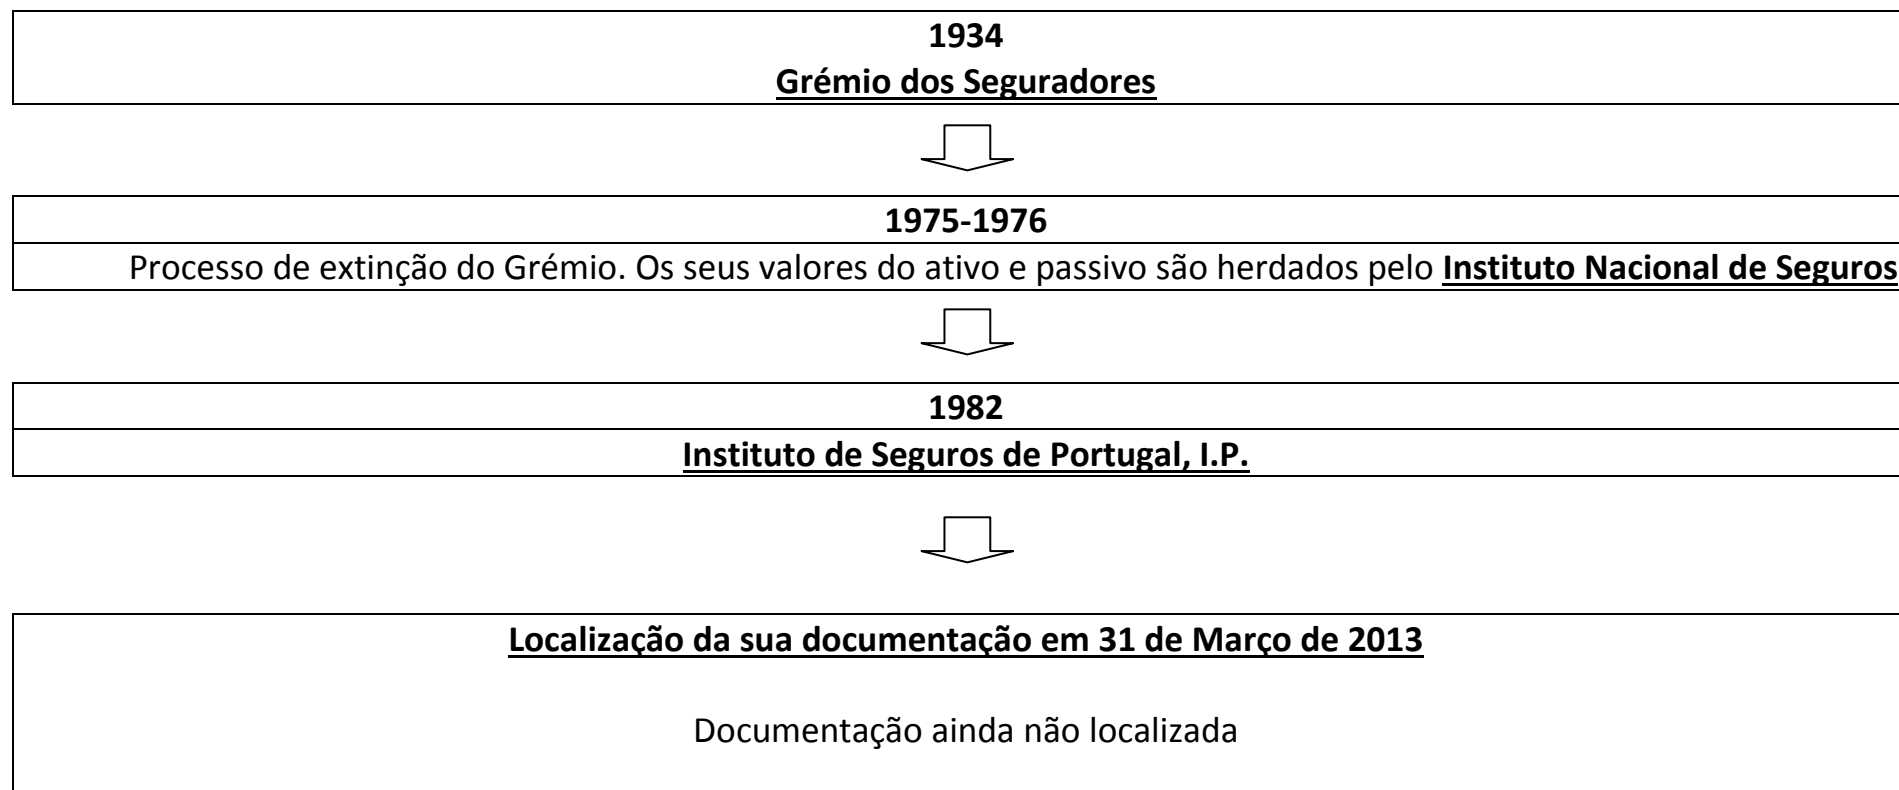 1934
Grémio dos Seguradores
1975-1976
Processo de extinção do Grémio. Os seus valores do ativo e passivo são herdados pelo Instituto Nacional de Seguros
1982
Instituto de Seguros de Portugal, I.P.
Localização da sua documentação em 31 de Março de 2013
Documentação ainda não localizada